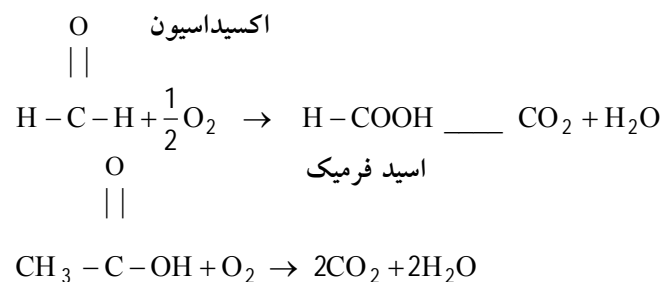 O اکسیداسیون
||
H – C – H + 1/2 O₂ → H – COOH ____ CO₂ + H₂O
O اسید فرمیک
||
CH₃ – C – OH + O₂ → 2CO₂ + 2H₂O